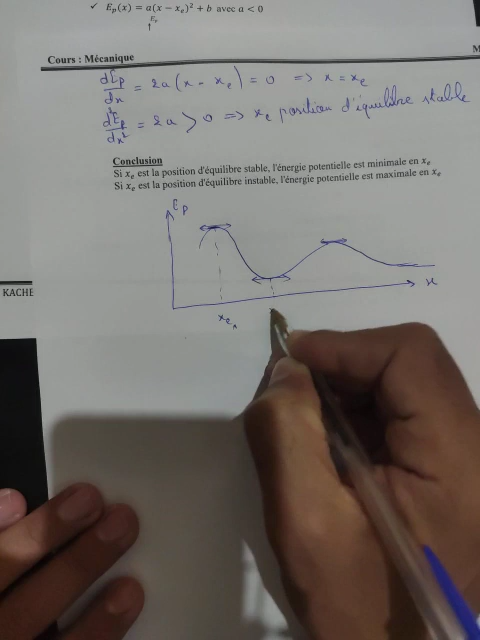 ✓ Eₚ(x) = a(x − xₑ)² + b avec a < 0
Eₚ
Cours : Mécanique
M
dEₚ/dx = 2a(x - xₑ) = 0 => x = xₑ
d²Eₚ/dx² = 2a > 0 => xₑ position d'équilibre stable
Conclusion
Si xₑ est la position d'équilibre stable, l'énergie potentielle est minimale en xₑ
Si xₑ est la position d'équilibre instable, l'énergie potentielle est maximale en xₑ
Eₚ
x
KACHE
xₑ₁